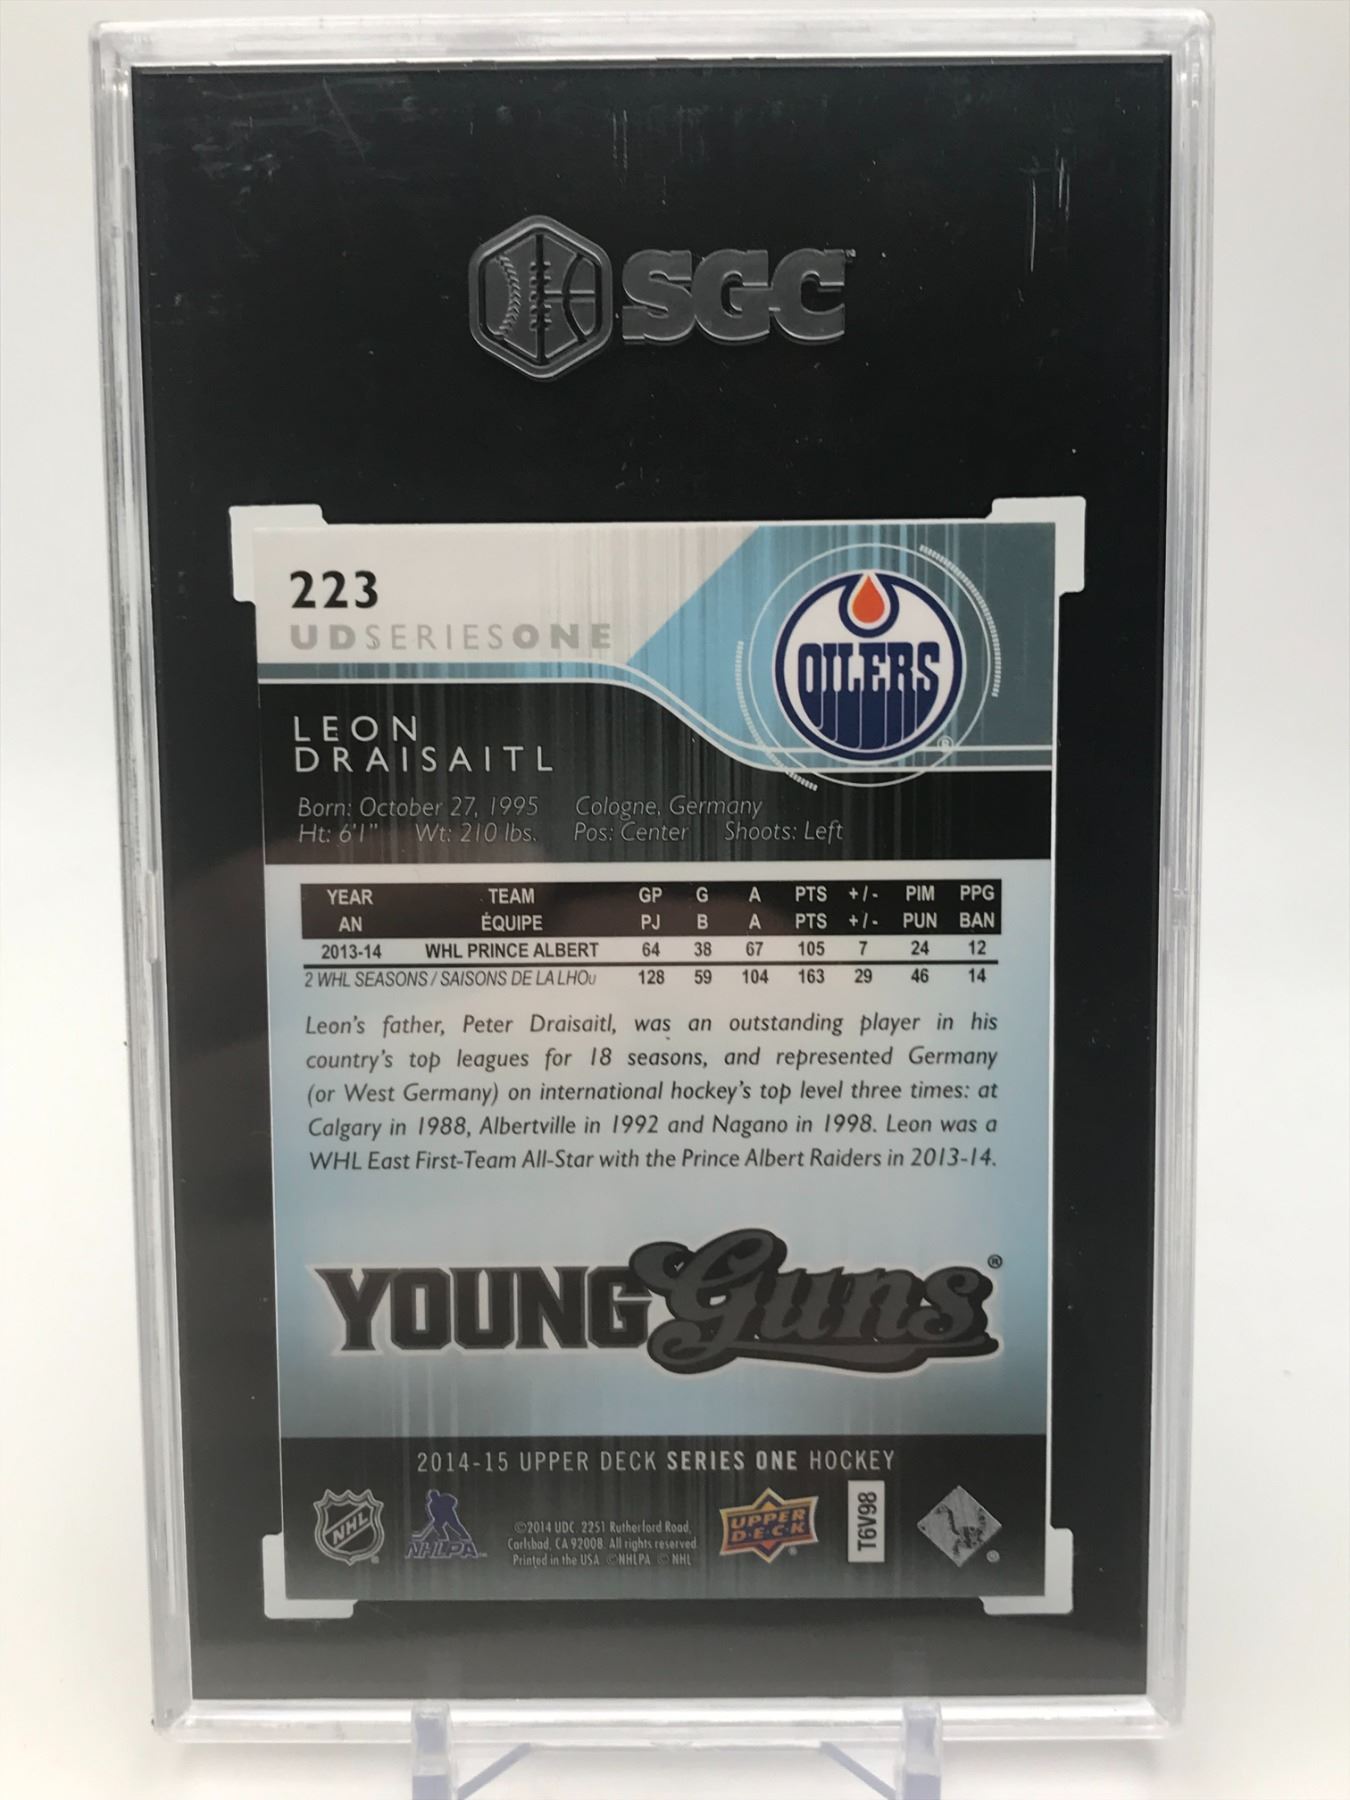 SGC
223
UDSERIESONE
OILERS
LEON
DRAISAITL
Born: October 27, 1995 Cologne, Germany
Ht: 6'1" Wt: 210 lbs. Pos: Center Shoots: Left
YEAR TEAM GP G A PTS +/- PIM PPG
AN ÉQUIPE PJ B A PTS +/- PUN BAN
2013-14 WHL PRINCE ALBERT 64 38 67 105 7 24 12
2 WHL SEASONS / SAISONS DE LA LHOu 128 59 104 163 29 46 14
Leon's father, Peter Draisaitl, was an outstanding player in his
country's top leagues for 18 seasons, and represented Germany
(or West Germany) on international hockey's top level three times: at
Calgary in 1988, Albertville in 1992 and Nagano in 1998. Leon was a
WHL East First-Team All-Star with the Prince Albert Raiders in 2013-14.
YOUNG Guns®
2014-15 UPPER DECK SERIES ONE HOCKEY
NHL
NHLPA
©2014 UDC. 2251 Rutherford Road,
Carlsbad, CA 92008. All rights reserved.
Printed in the USA ©NHLPA © NHL
UPPER
DECK
T6V98